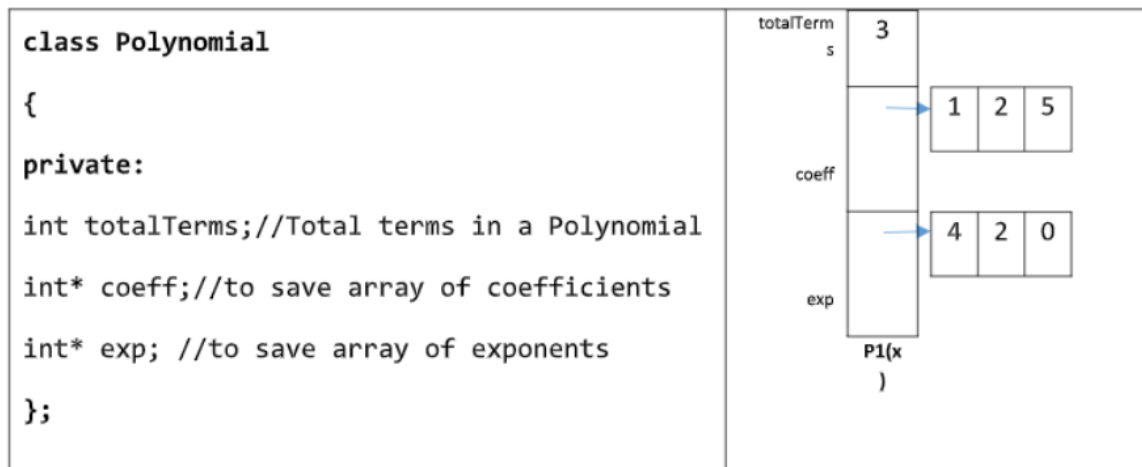 class Polynomial
{
private:
int totalTerms;//Total terms in a Polynomial
int* coeff;//to save array of coefficients
int* exp; //to save array of exponents
};
totalTerm
s
3
1 2 5
coeff
4 2 0
exp
P1(x
)